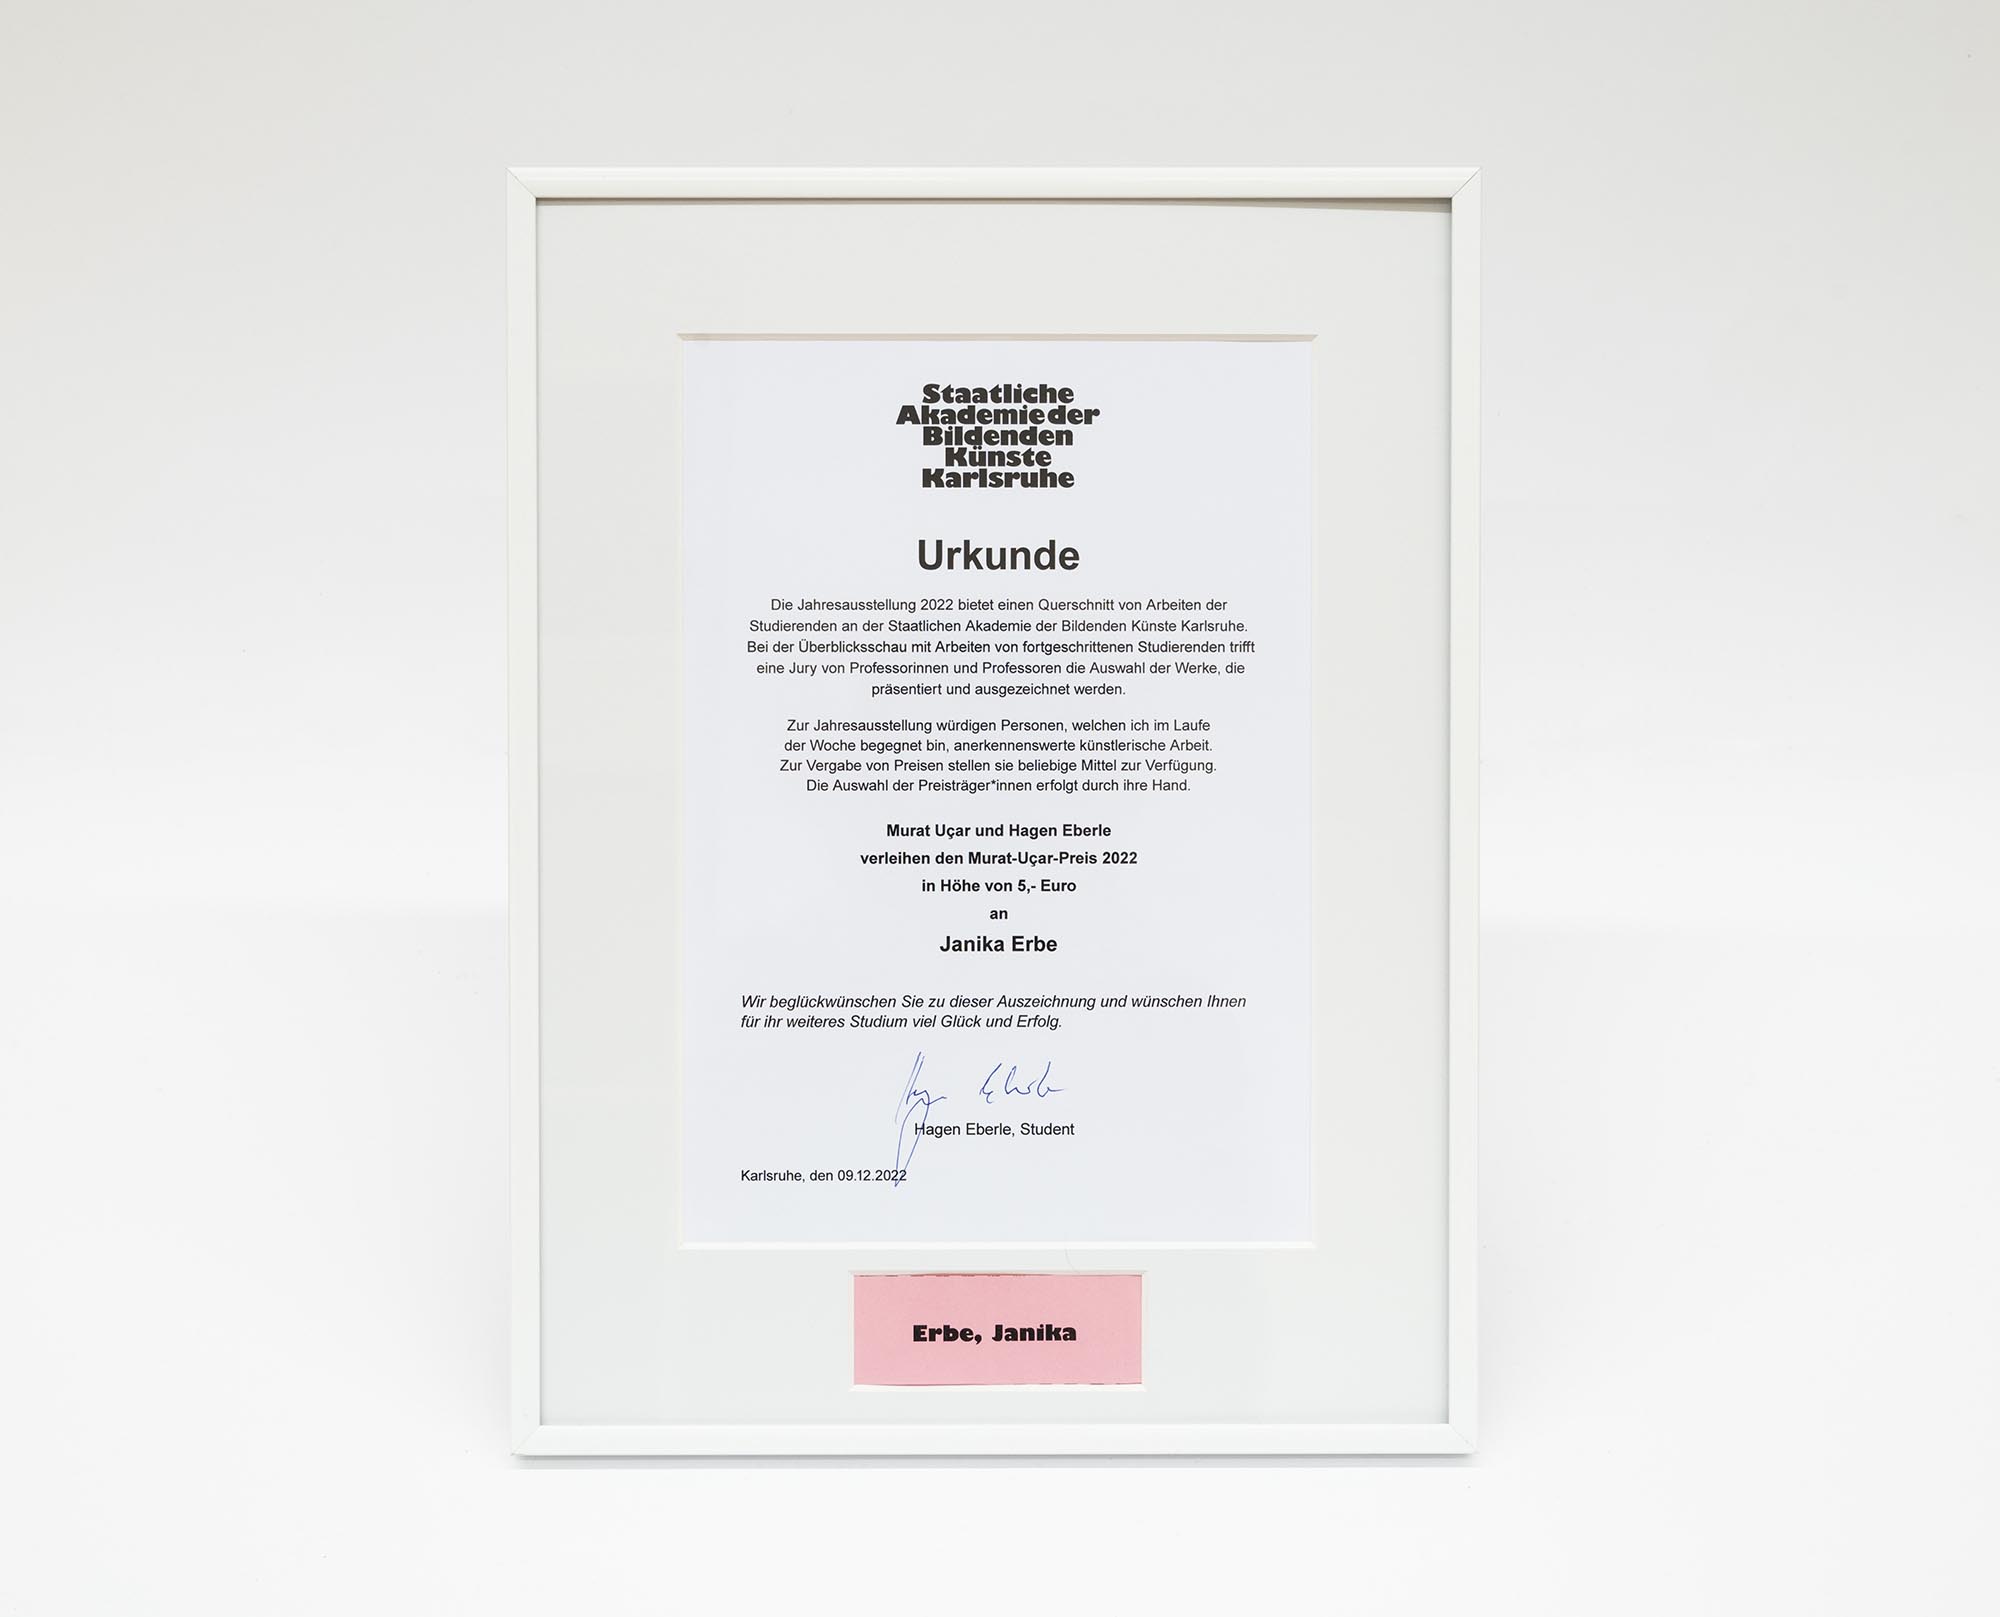 Staatliche
Akademie der
Bildenden
Künste
Karlsruhe
Urkunde
Die Jahresausstellung 2022 bietet einen Querschnitt von Arbeiten der
Studierenden an der Staatlichen Akademie der Bildenden Künste Karlsruhe.
Bei der Überblicksschau mit Arbeiten von fortgeschrittenen Studierenden trifft
eine Jury von Professorinnen und Professoren die Auswahl der Werke, die
präsentiert und ausgezeichnet werden.
Zur Jahresausstellung würdigen Personen, welchen ich im Laufe
der Woche begegnet bin, anerkennenswerte künstlerische Arbeit.
Zur Vergabe von Preisen stellen sie beliebige Mittel zur Verfügung.
Die Auswahl der Preisträger*innen erfolgt durch ihre Hand.
Murat Uçar und Hagen Eberle
verleihen den Murat-Uçar-Preis 2022
in Höhe von 5,- Euro
an
Janika Erbe
Wir beglückwünschen Sie zu dieser Auszeichnung und wünschen Ihnen
für ihr weiteres Studium viel Glück und Erfolg.
Hagen Eberle, Student
Karlsruhe, den 09.12.2022
Erbe, Janika